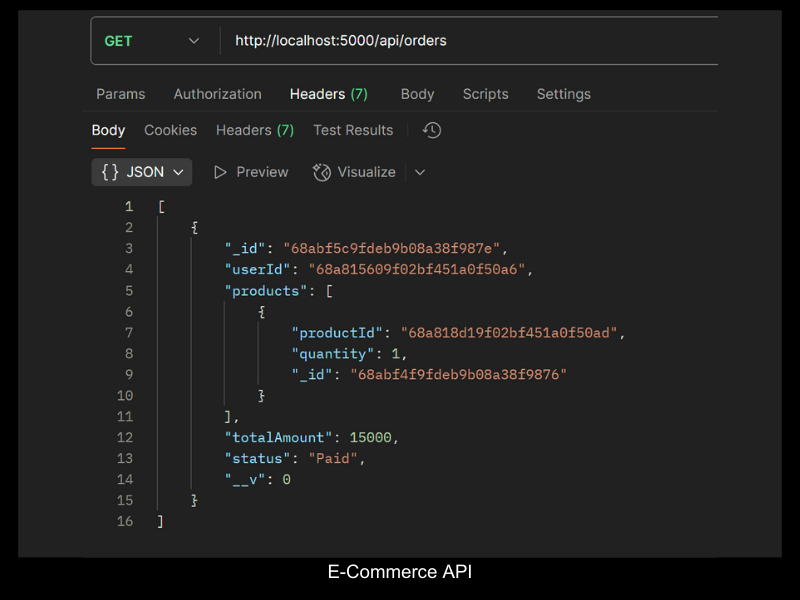 GET http://localhost:5000/api/orders
Params Authorization Headers (7) Body Scripts Settings
Body Cookies Headers (7) Test Results
{} JSON Preview Visualize
1 [
2 {
3 "_id": "68abf5c9fdeb9b08a38f987e",
4 "userId": "68a815609f02bf451a0f50a6",
5 "products": [
6 {
7 "productId": "68a818d19f02bf451a0f50ad",
8 "quantity": 1,
9 "_id": "68abf4f9fdeb9b08a38f9876"
10 }
11 ],
12 "totalAmount": 15000,
13 "status": "Paid",
14 "__v": 0
15 }
16 ]
E-Commerce API